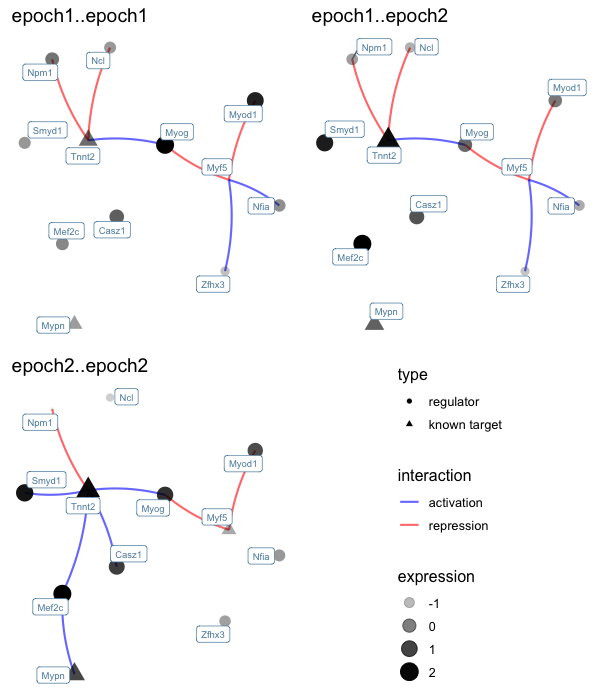 epoch1..epoch1
Ncl
Npm1
Myod1
Smyd1
Myog
Tnnt2
Myf5
Nfia
Mef2c
Casz1
Zfhx3
Mypn
epoch1..epoch2
Npm1
Ncl
Myod1
Smyd1
Myog
Tnnt2
Myf5
Casz1
Nfia
Mef2c
Zfhx3
Mypn
epoch2..epoch2
Ncl
Npm1
Myod1
Smyd1
Tnnt2
Myog
Myf5
Casz1
Nfia
Mef2c
Zfhx3
Mypn
type
regulator
known target
interaction
activation
repression
expression
-1
0
1
2